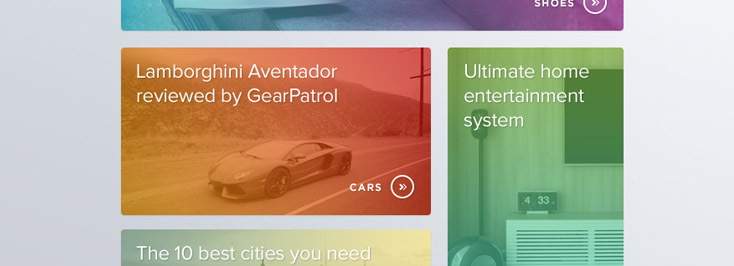 SHOES
Lamborghini Aventador
reviewed by GearPatrol
CARS
Ultimate home
entertainment
system
4 33
The 10 best cities you need